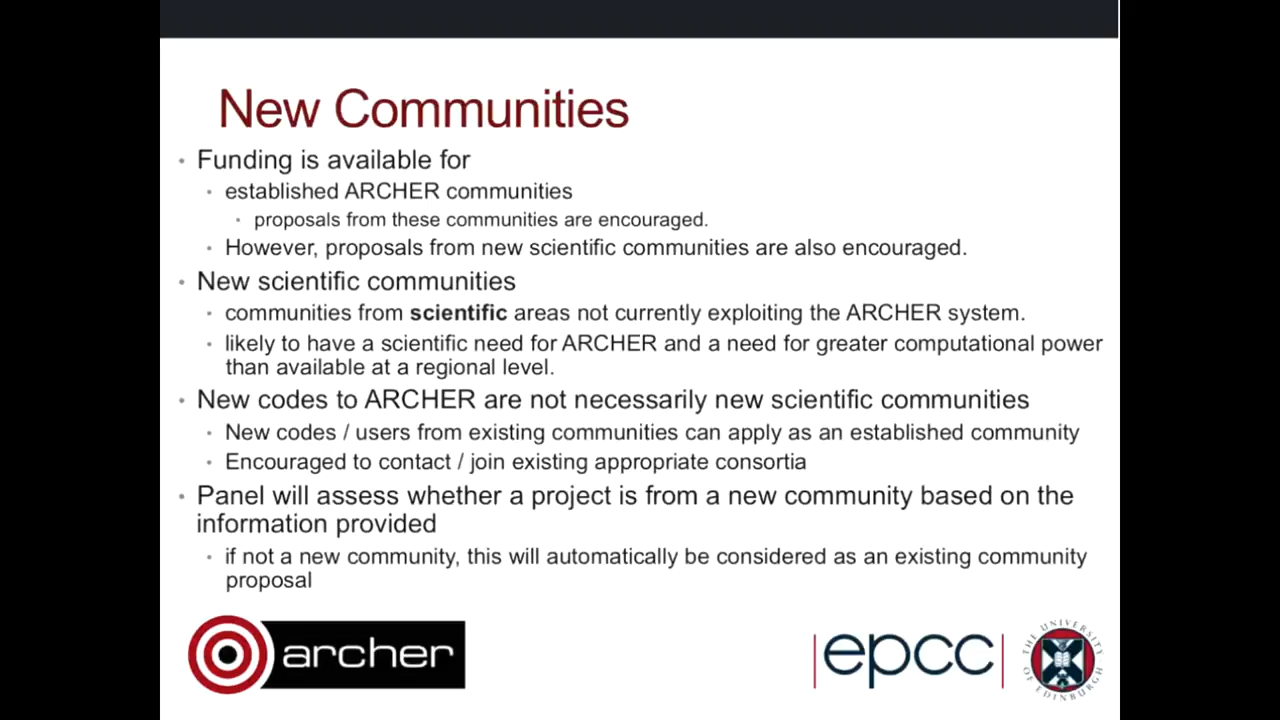 New Communities
• Funding is available for
• established ARCHER communities
• proposals from these communities are encouraged.
• However, proposals from new scientific communities are also encouraged.
• New scientific communities
• communities from scientific areas not currently exploiting the ARCHER system.
• likely to have a scientific need for ARCHER and a need for greater computational power
than available at a regional level.
• New codes to ARCHER are not necessarily new scientific communities
• New codes / users from existing communities can apply as an established community
• Encouraged to contact / join existing appropriate consortia
• Panel will assess whether a project is from a new community based on the
information provided
• if not a new community, this will automatically be considered as an existing community
proposal
archer
epcc
THE UNIVERSITY
OF EDINBURGH